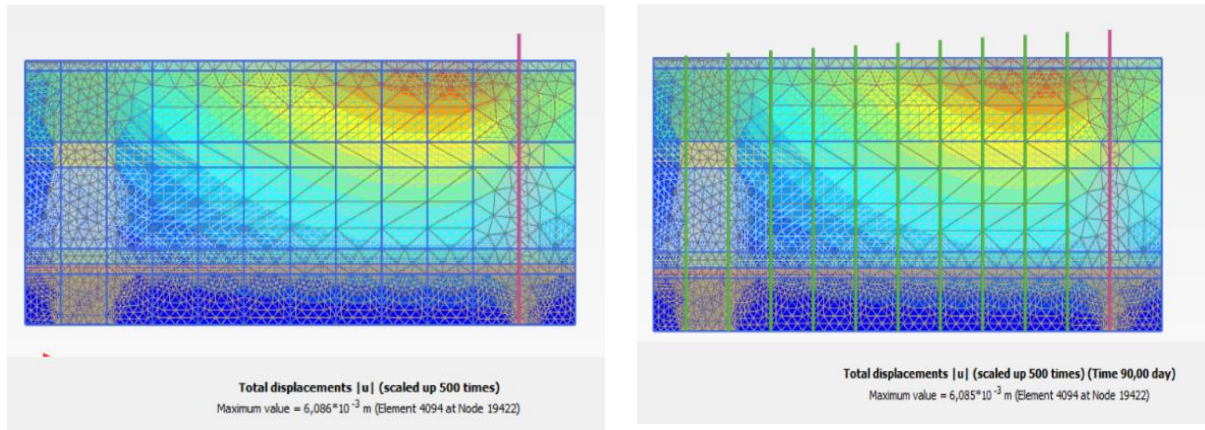 Total displacements |u| (scaled up 500 times)
Maximum value = 6,086*10 -3 m (Element 4094 at Node 19422)
Total displacements |u| (scaled up 500 times) (Time 90,00 day)
Maximum value = 6,085*10 -3 m (Element 4094 at Node 19422)